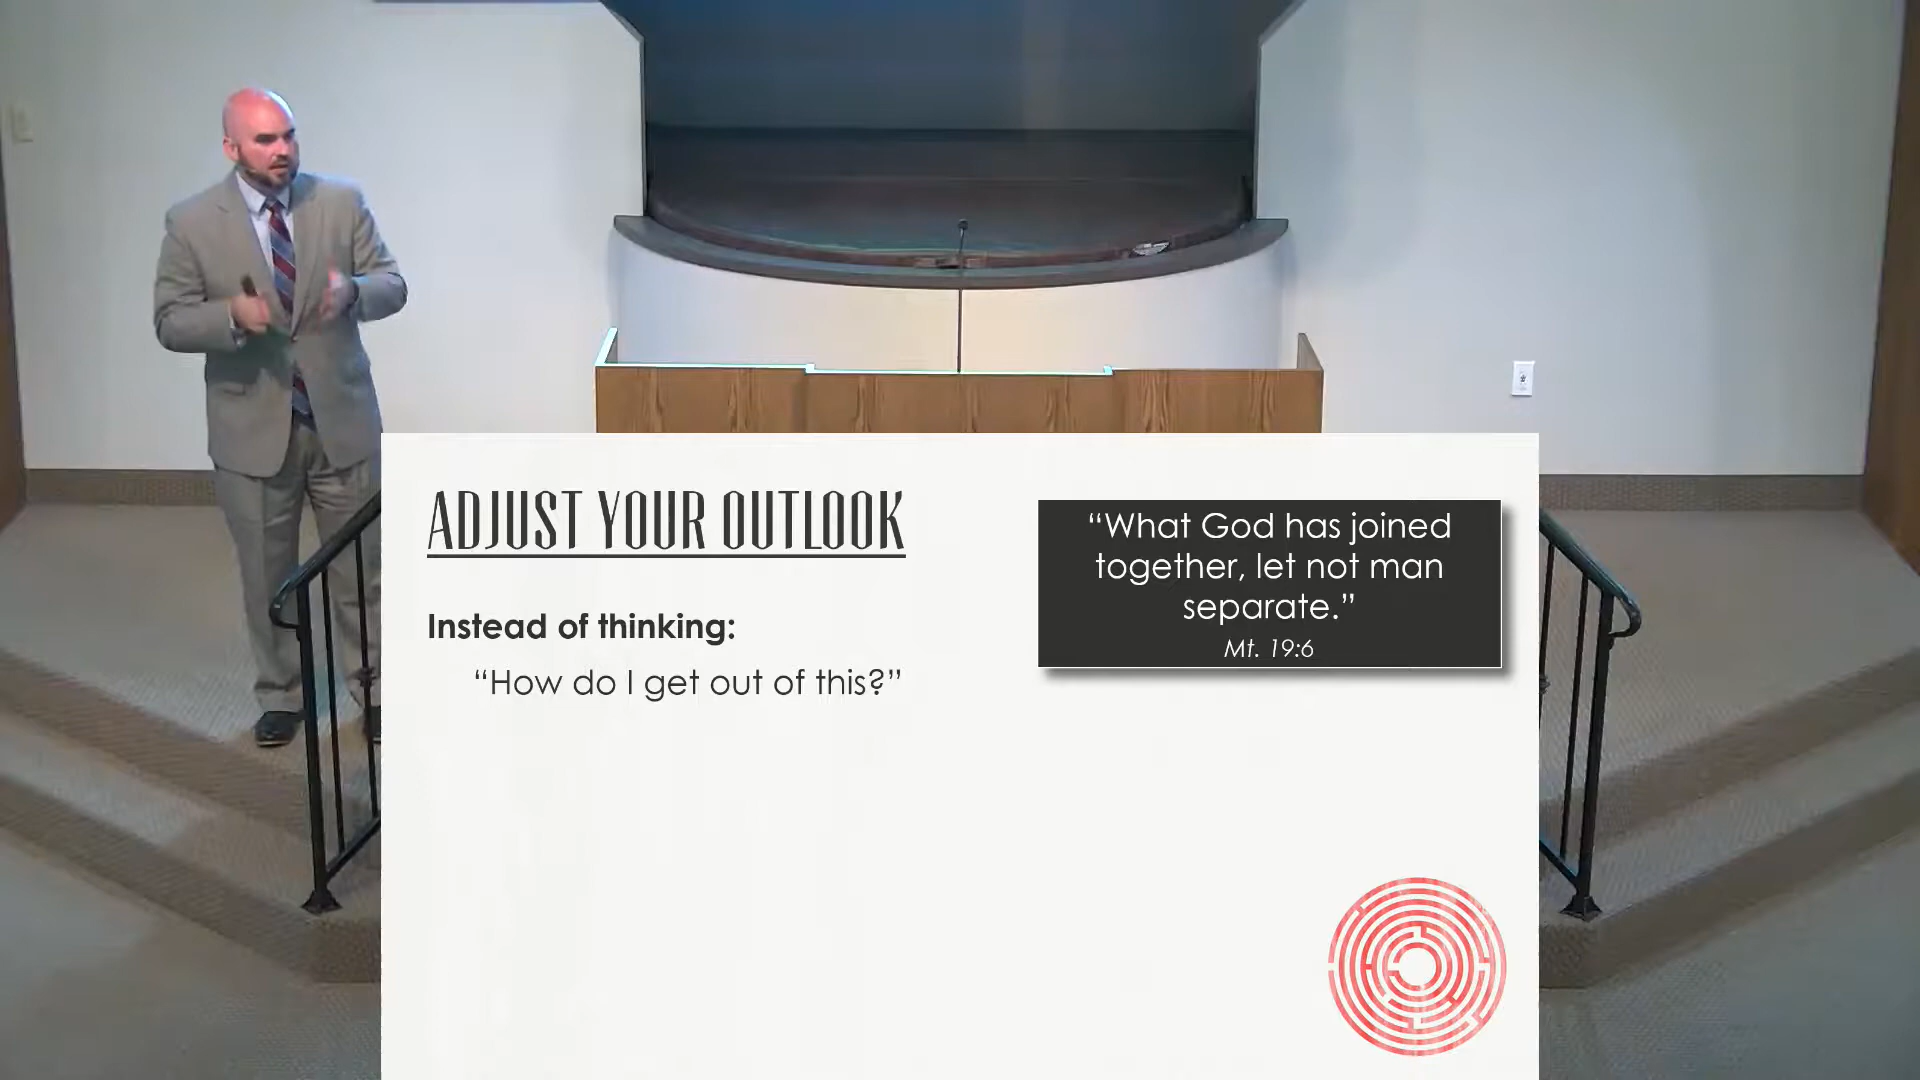 ADJUST YOUR OUTLOOK
Instead of thinking:
“How do I get out of this?”
“What God has joined
together, let not man
separate.”
Mt. 19:6